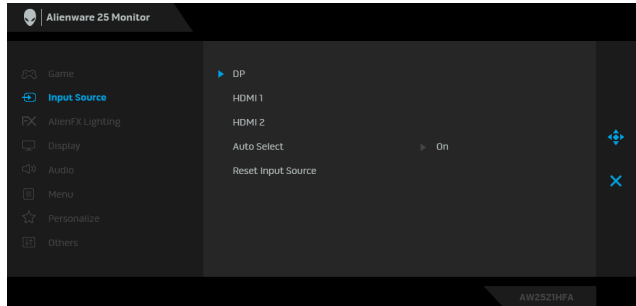 Alienware 25 Monitor
Game
Input Source
AlienFX Lighting
Display
Audio
Menu
Personalize
Others
DP
HDMI 1
HDMI 2
Auto Select On
Reset Input Source
AW2521HFA